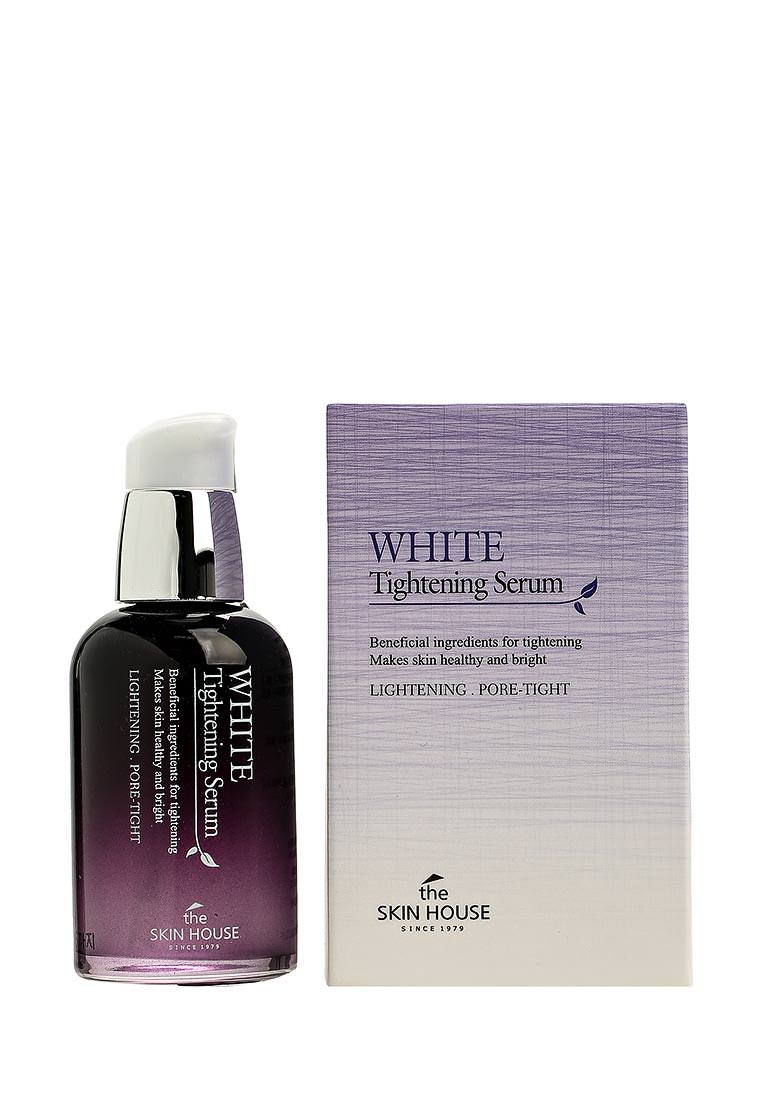 WHITE
Tightening Serum
Beneficial ingredients for tightening
Makes skin healthy and bright
LIGHTENING . PORE-TIGHT
the
SKIN HOUSE
SINCE 1979
WHITE
Tightening Serum
Beneficial ingredients for tightening
Makes skin healthy and bright
LIGHTENING . PORE-TIGHT
the
SKIN HOUSE
SINCE 1979